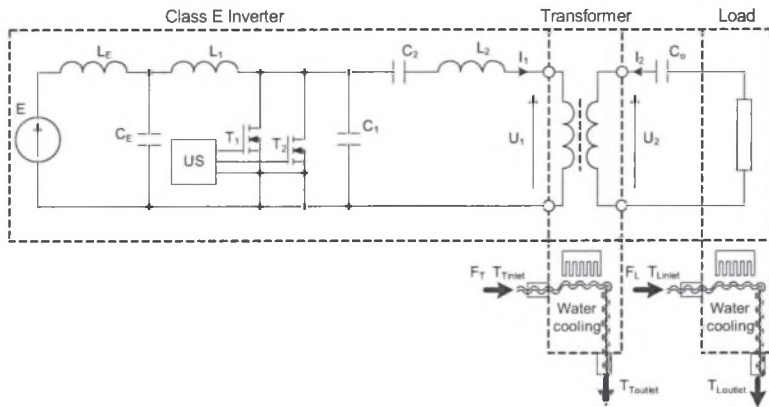 Class E Inverter
Transformer
Load
L_E
L_1
C_2
L_2
I_1
I_2
C_o
E
C_E
US
T_1
T_2
C_1
U_1
U_2
F_T T_Tinlet
F_L T_Linlet
Water
cooling
Water
cooling
T_Toutlet
T_Loutlet